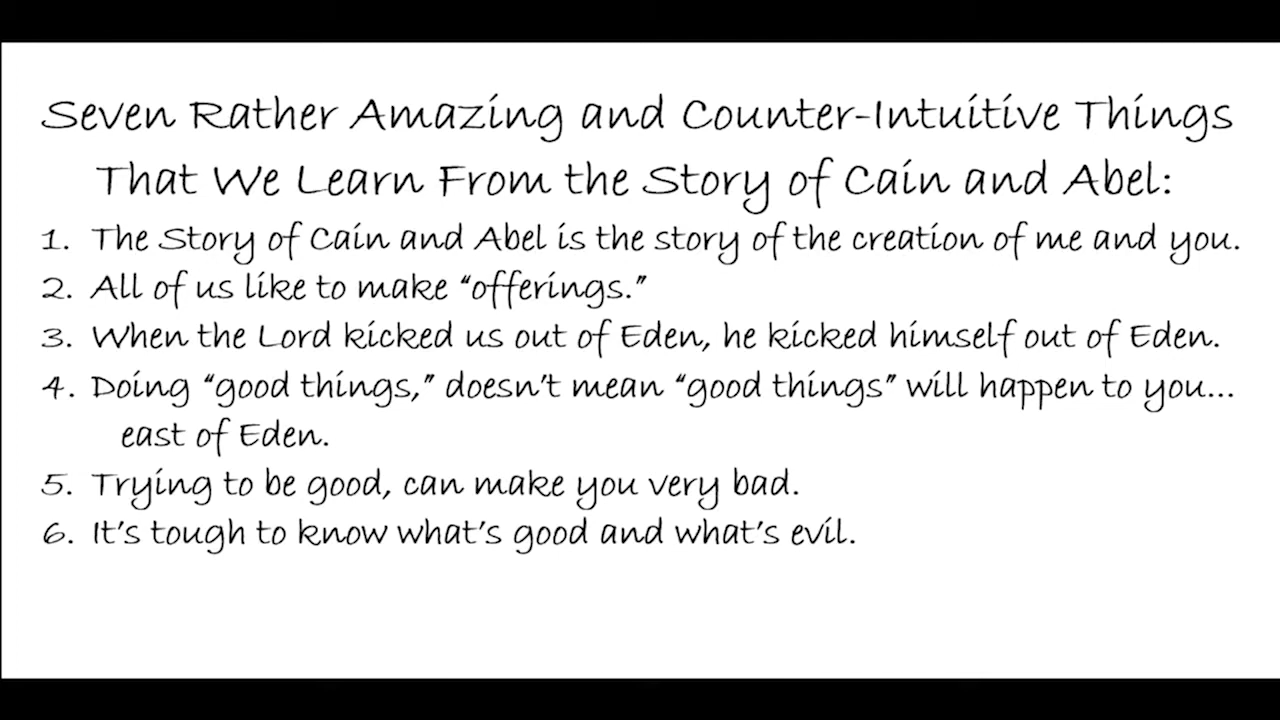 Seven Rather Amazing and Counter-Intuitive Things
That We Learn From the Story of Cain and Abel:
1. The Story of Cain and Abel is the story of the creation of me and you.
2. All of us like to make “offerings.”
3. When the Lord kicked us out of Eden, he kicked himself out of Eden.
4. Doing “good things,” doesn’t mean “good things” will happen to you...
east of Eden.
5. Trying to be good, can make you very bad.
6. It’s tough to know what’s good and what’s evil.